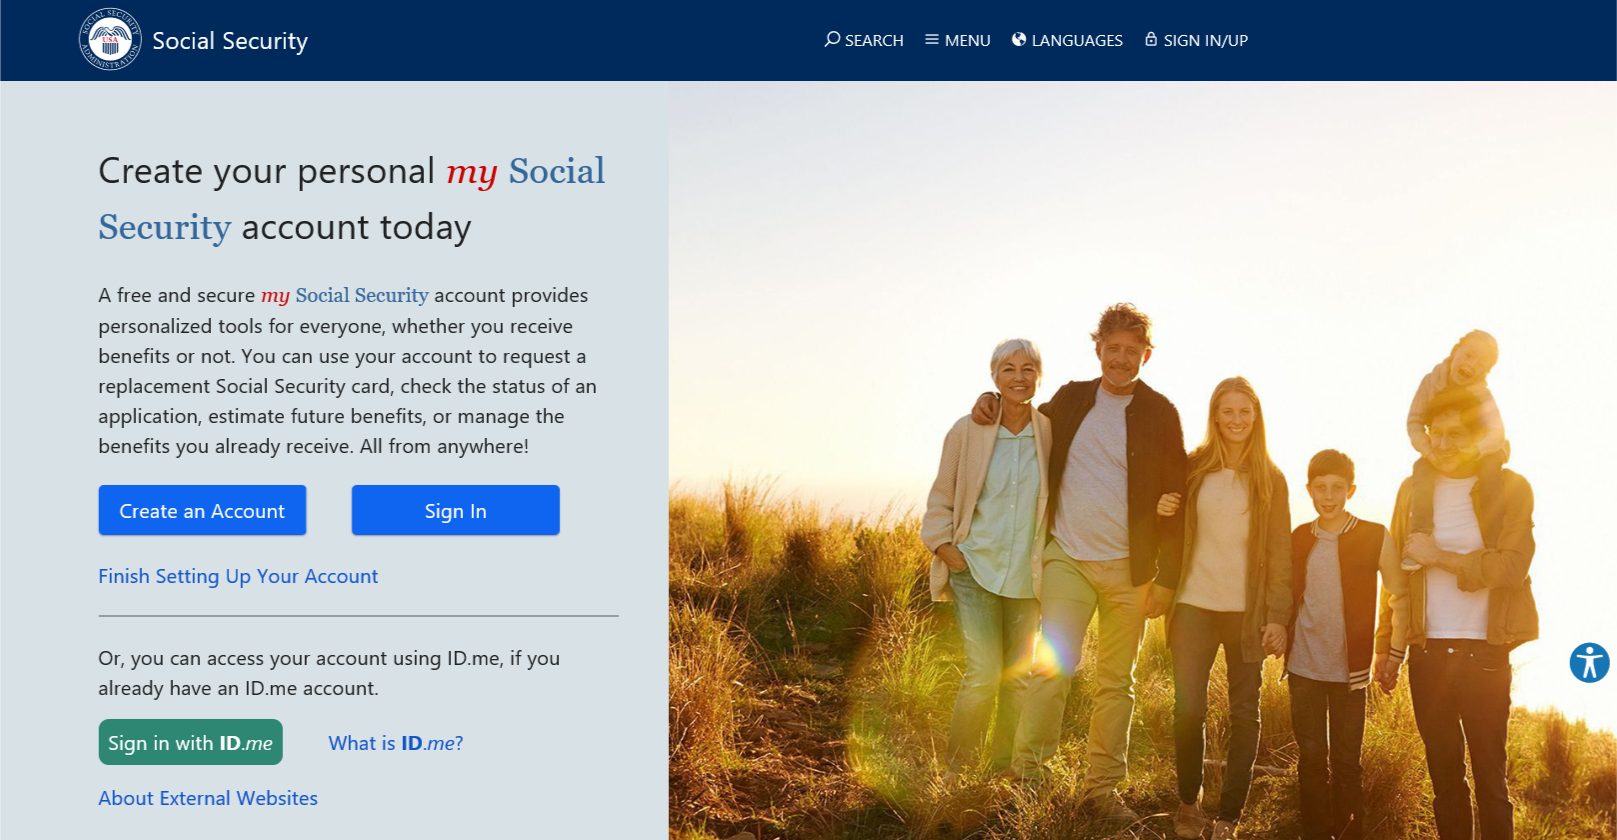 SOCIAL SECURITY
USA
ADMINISTRATION
Social Security
SEARCH
MENU
LANGUAGES
SIGN IN/UP
Create your personal my Social
Security account today
A free and secure my Social Security account provides
personalized tools for everyone, whether you receive
benefits or not. You can use your account to request a
replacement Social Security card, check the status of an
application, estimate future benefits, or manage the
benefits you already receive. All from anywhere!
Create an Account
Sign In
Finish Setting Up Your Account
Or, you can access your account using ID.me, if you
already have an ID.me account.
Sign in with ID.me
What is ID.me?
About External Websites